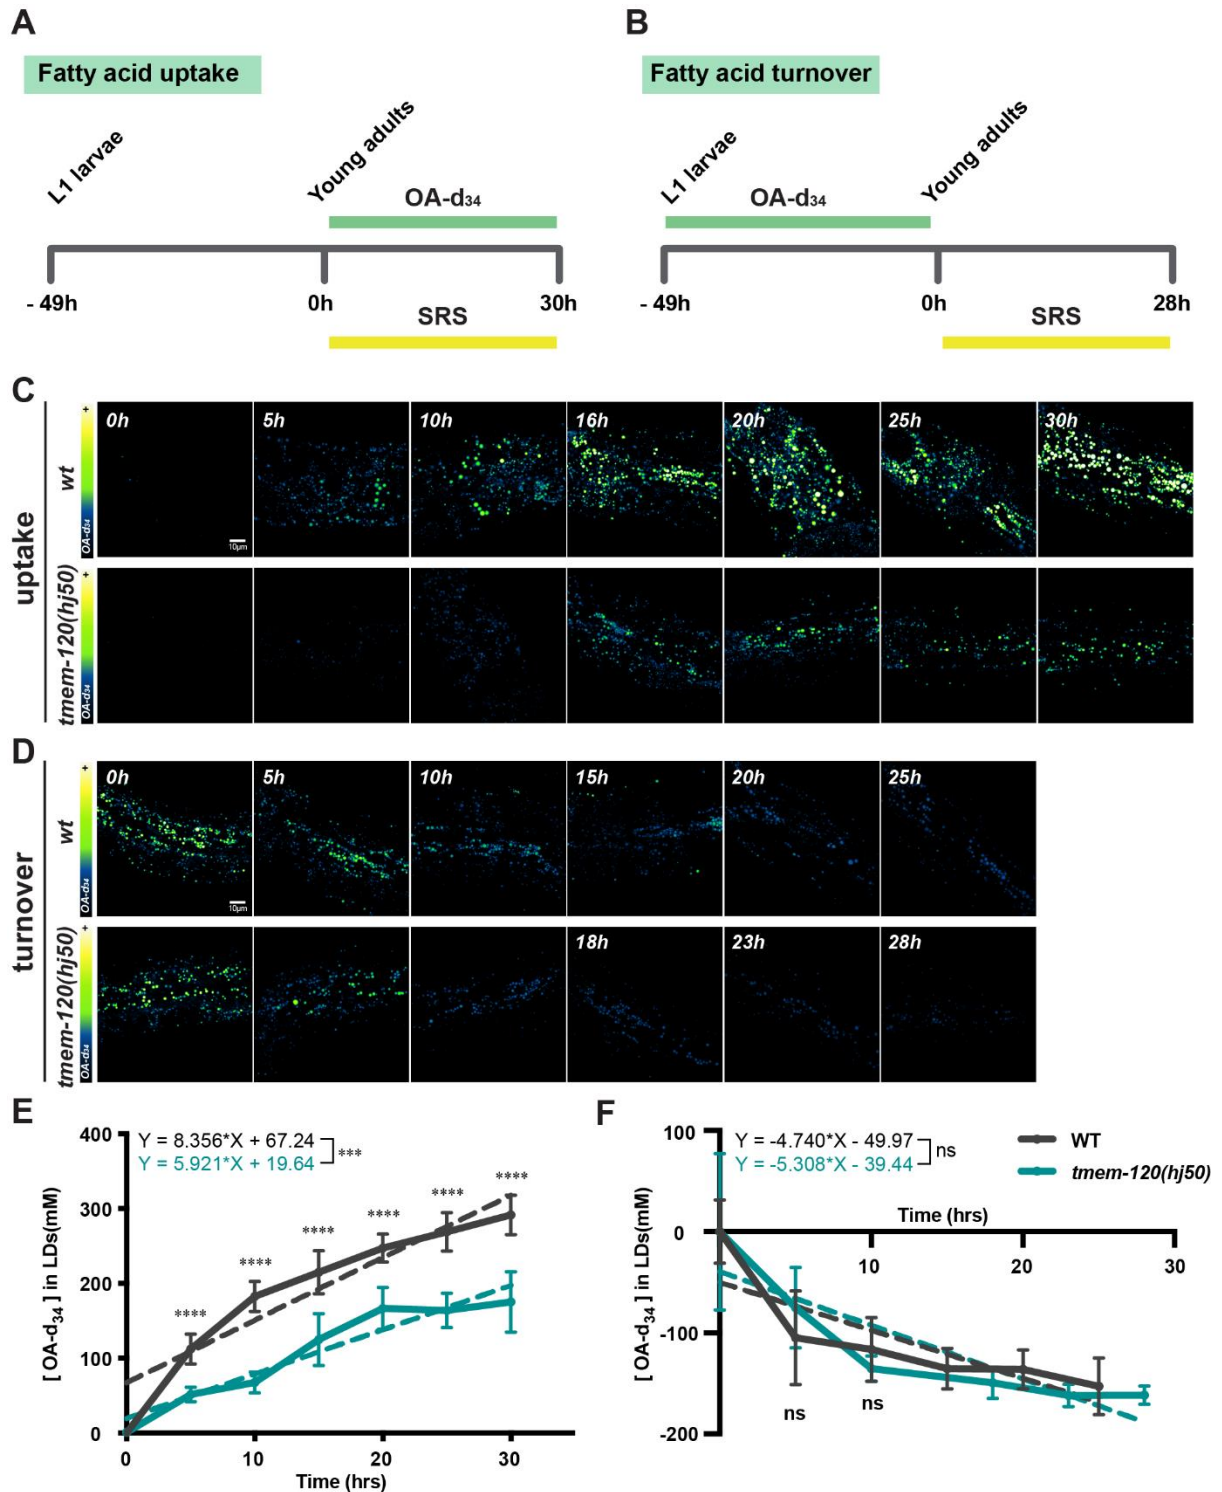 A
Fatty acid uptake
L1 larvae
Young adults
OA-d34
- 49h
0h
30h
SRS
B
Fatty acid turnover
L1 larvae
Young adults
OA-d34
- 49h
0h
28h
SRS
C
uptake
wt
+
OA-d34
0h
5h
10h
16h
20h
25h
30h
10μm
tmem-120(hj50)
+
OA-d34
D
turnover
wt
+
OA-d34
0h
5h
10h
15h
20h
25h
10μm
tmem-120(hj50)
+
OA-d34
18h
23h
28h
E
Y = 8.356*X + 67.24
Y = 5.921*X + 19.64
***
****
****
****
****
****
****
[ OA-d34 ] in LDs(mM)
400
300
200
100
0
0
10
20
30
Time (hrs)
F
Y = -4.740*X - 49.97
Y = -5.308*X - 39.44
ns
WT
tmem-120(hj50)
[ OA-d34 ] in LDs(mM)
100
0
-100
-200
Time (hrs)
10
20
30
ns
ns